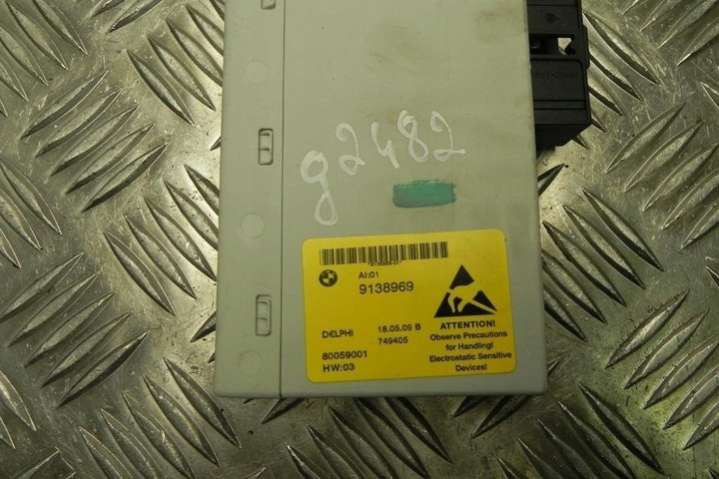 g2482
AI:01
9138969
DELPHI
18.05.09 B
749405
80059001
HW:03
ATTENTION!
Observe Precautions
for Handling!
Electrostatic Sensitive
Devices!